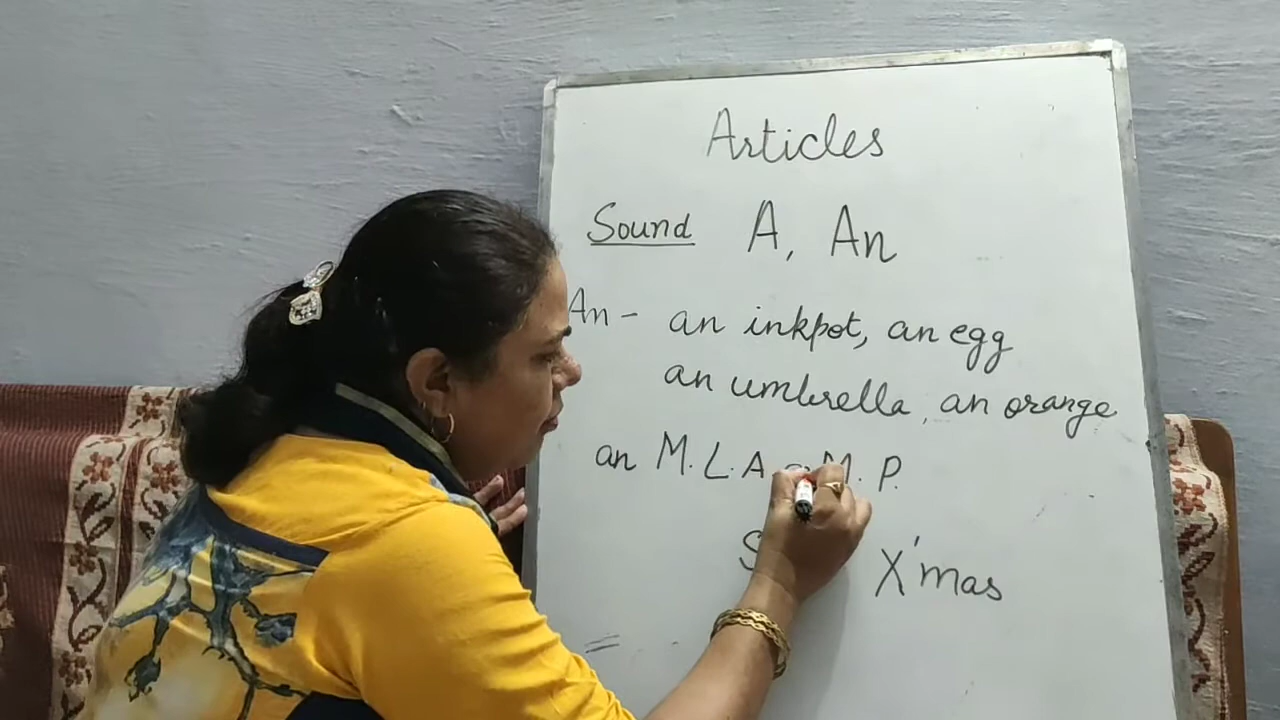 Articles
Sound A, An
An - an inkpot, an egg
an umbrella, an orange
an M.L.A M.P.
X'mas